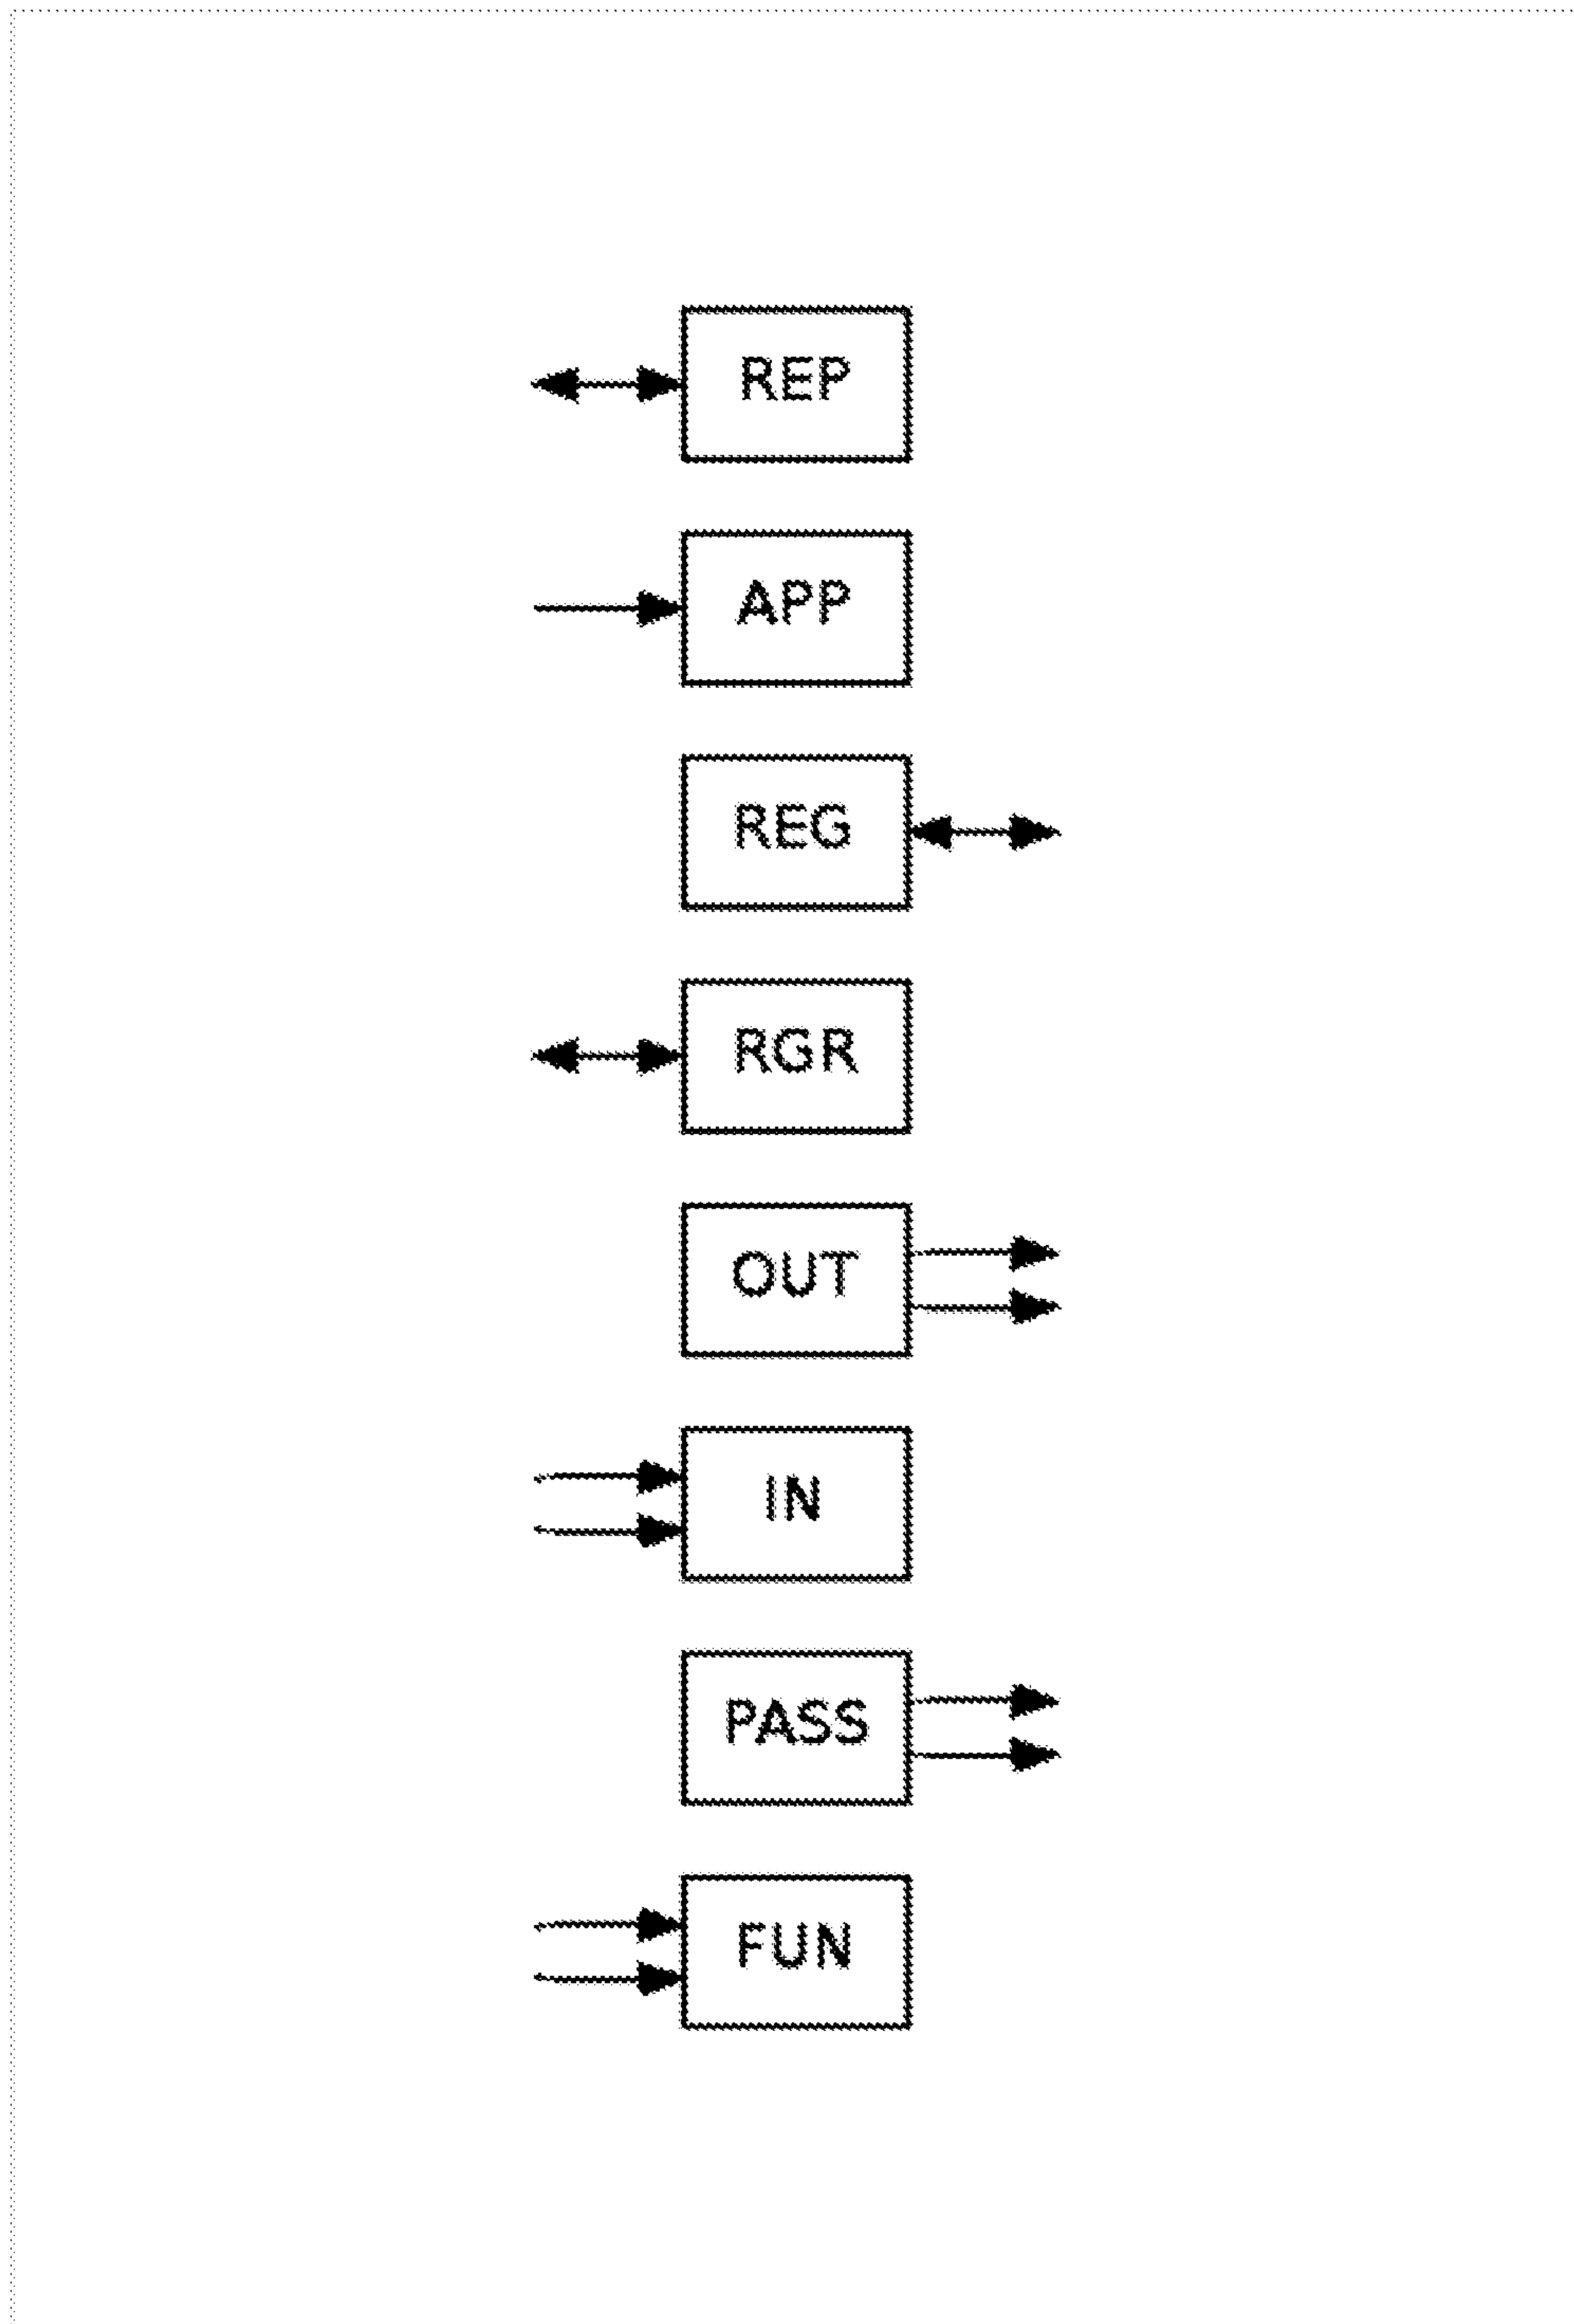 REP
APP
REG
RGR
OUT
IN
PASS
FUN